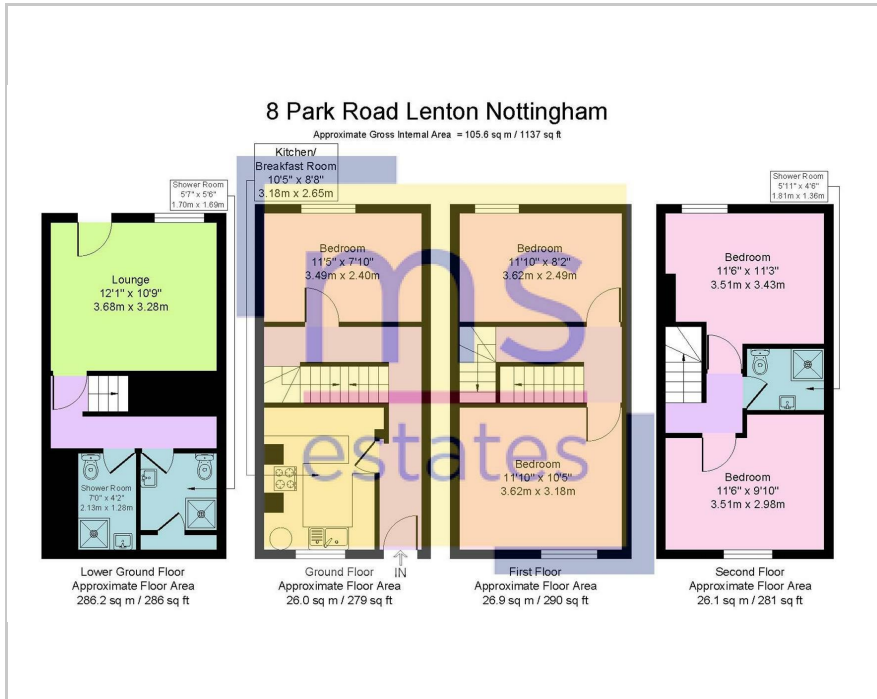 8 Park Road Lenton Nottingham
Approximate Gross Internal Area = 105.6 sq m / 1137 sq ft
Shower Room
5'7" x 5'6"
1.70m x 1.69m
Lounge
12'1" x 10'9"
3.68m x 3.28m
Shower Room
7'0" x 4'2"
2.13m x 1.28m
Lower Ground Floor
Approximate Floor Area
286.2 sq m / 286 sq ft
Kitchen/
Breakfast Room
10'5" x 8'8"
3.18m x 2.65m
Bedroom
11'5" x 7'10"
3.49m x 2.40m
IN
Ground Floor
Approximate Floor Area
26.0 sq m / 279 sq ft
Bedroom
11'10" x 8'2"
3.62m x 2.49m
Bedroom
11'10" x 10'5"
3.62m x 3.18m
First Floor
Approximate Floor Area
26.9 sq m / 290 sq ft
Shower Room
5'11" x 4'6"
1.81m x 1.36m
Bedroom
11'6" x 11'3"
3.51m x 3.43m
Bedroom
11'6" x 9'10"
3.51m x 2.98m
Second Floor
Approximate Floor Area
26.1 sq m / 281 sq ft
ms
estates